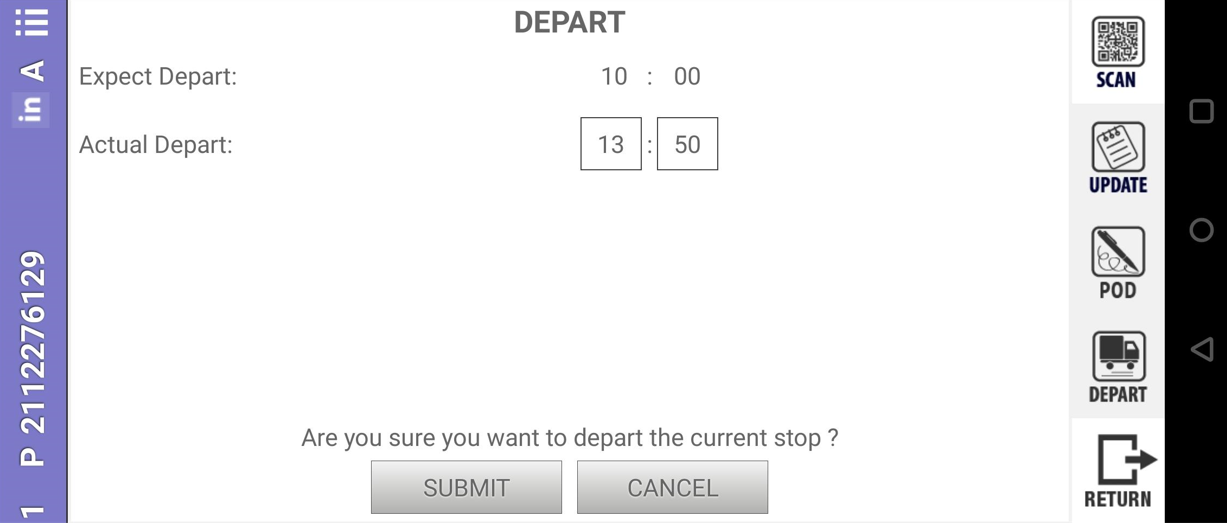 1 P 2112276129 in A
DEPART
Expect Depart: 10 : 00
Actual Depart: 13 : 50
Are you sure you want to depart the current stop ?
SUBMIT CANCEL
SCAN
UPDATE
POD
DEPART
RETURN